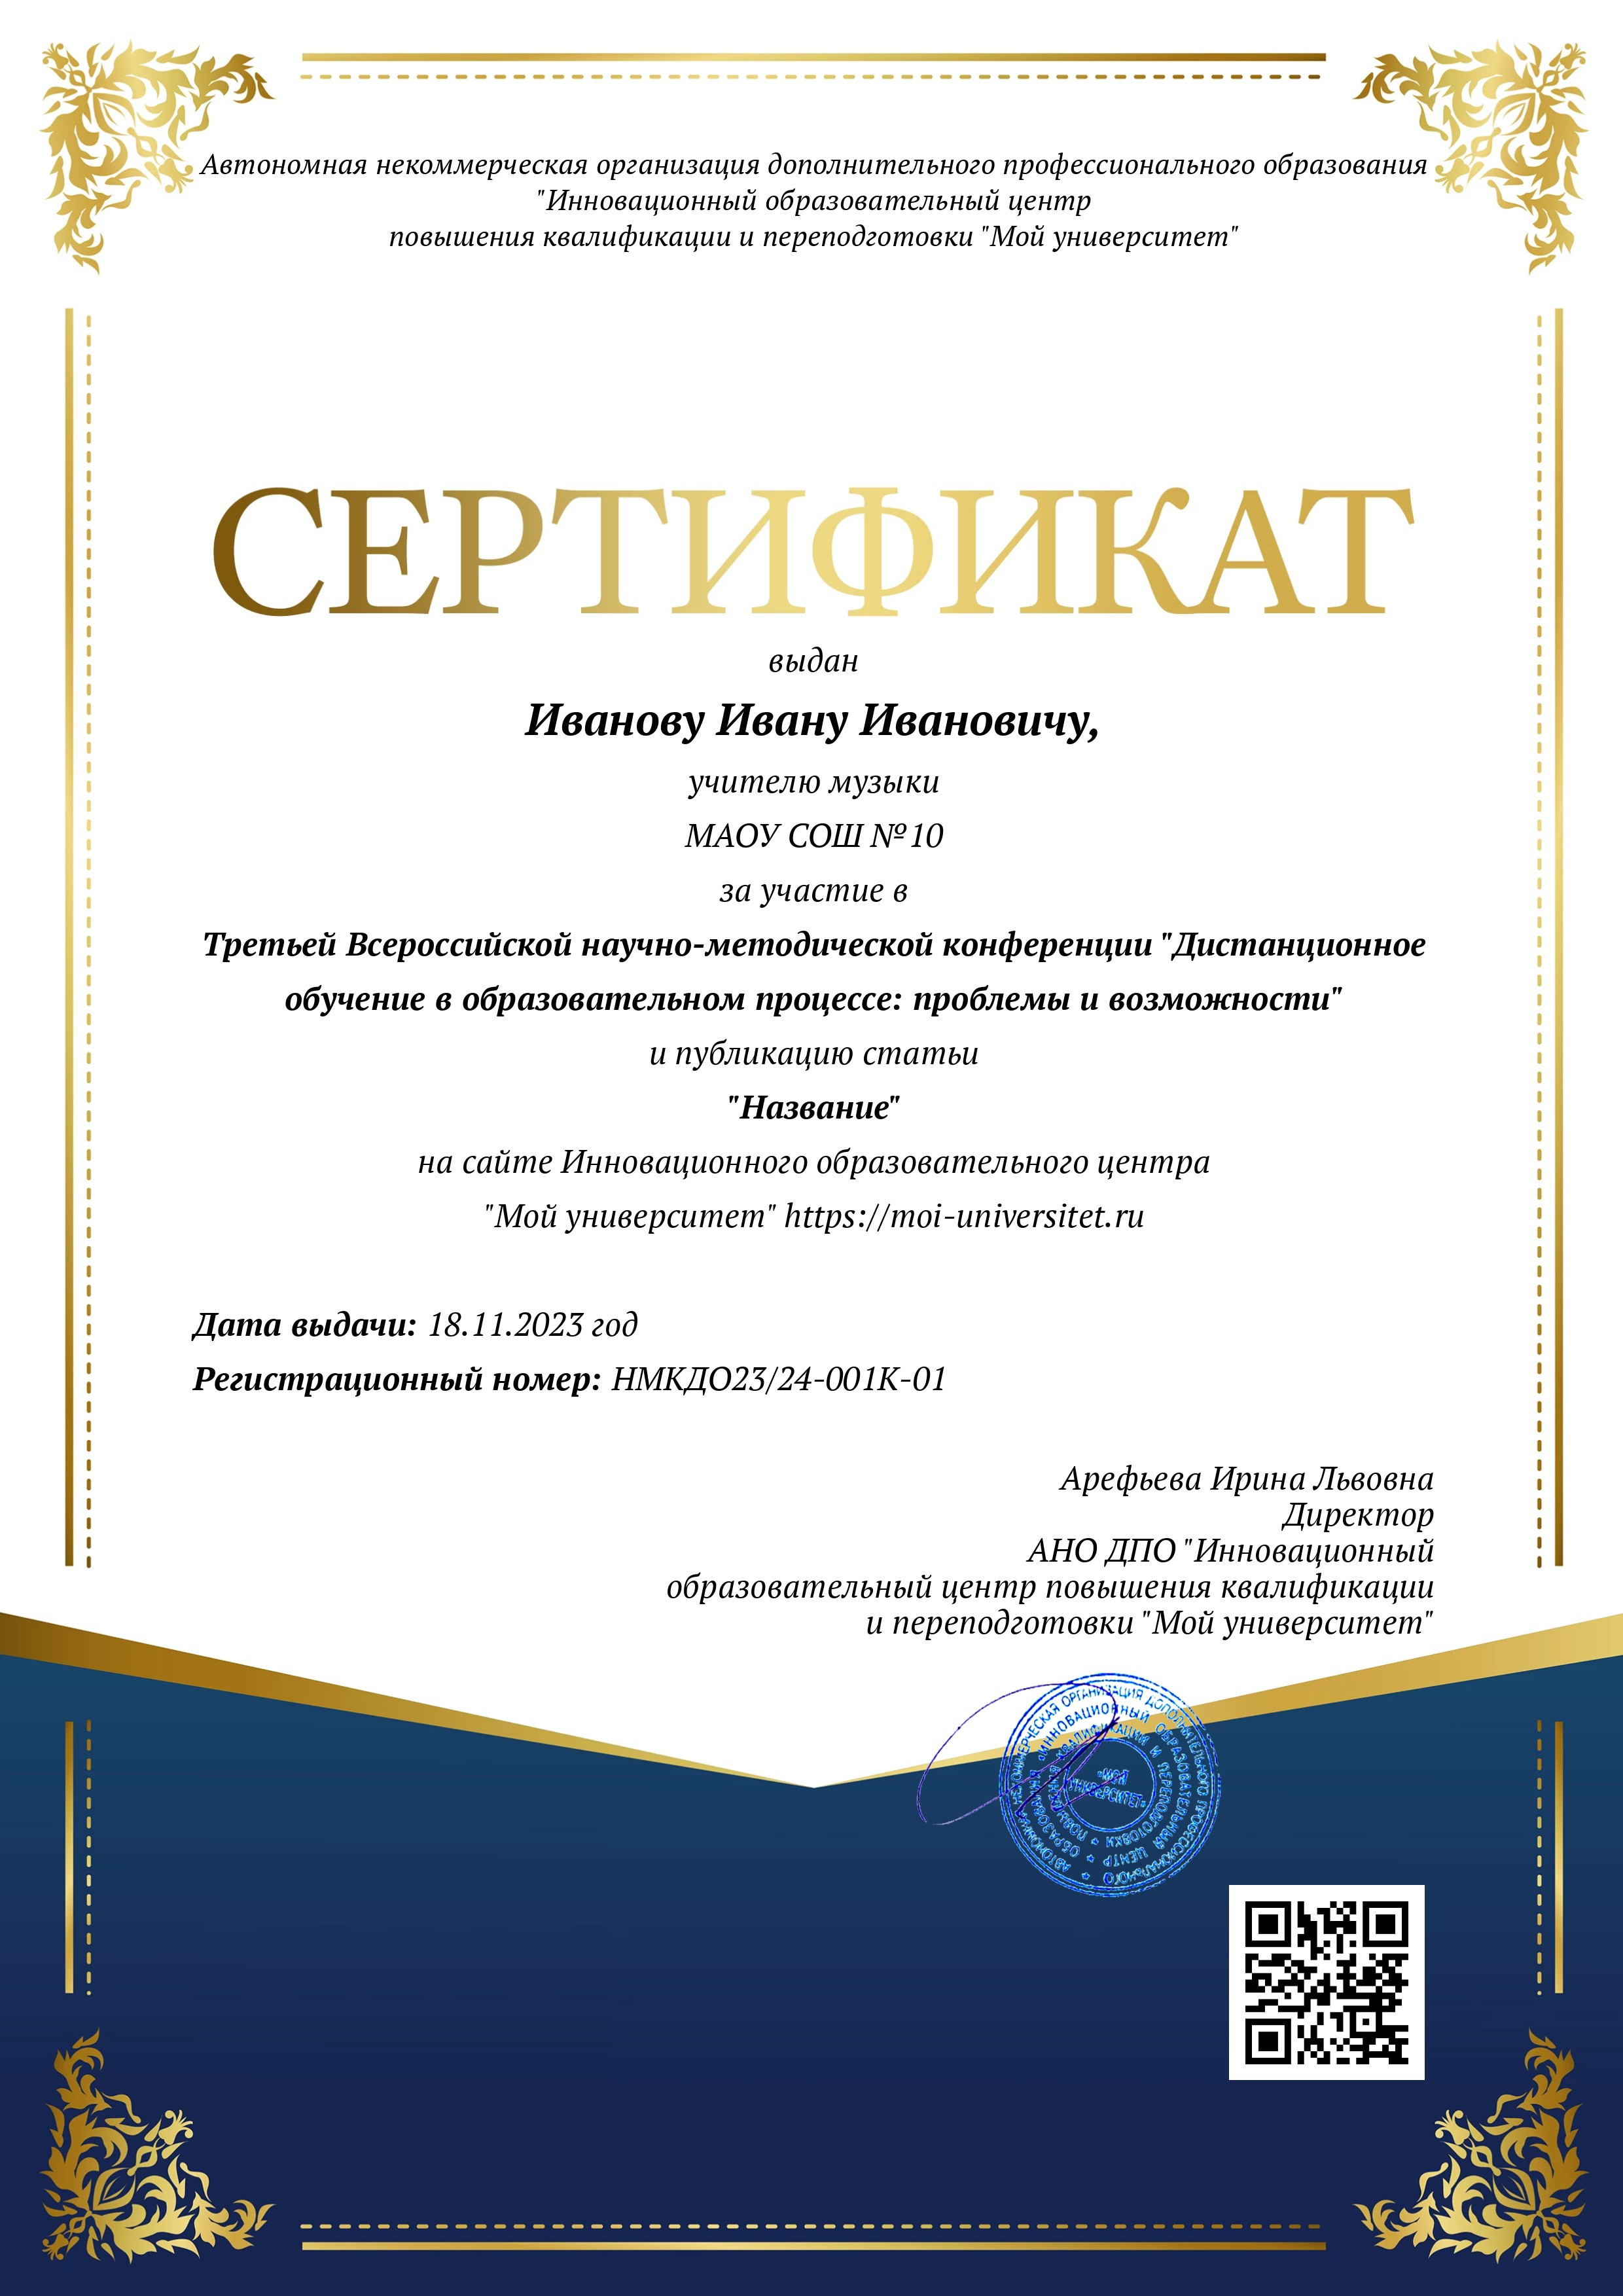 Автономная некоммерческая организация дополнительного профессионального образования
"Инновационный образовательный центр
повышения квалификации и переподготовки "Мой университет"
СЕРТИФИКАТ
выдан
Иванову Ивану Ивановичу,
учителю музыки
МАОУ СОШ №10
за участие в
Третьей Всероссийской научно-методической конференции "Дистанционное
обучение в образовательном процессе: проблемы и возможности"
и публикацию статьи
"Название"
на сайте Инновационного образовательного центра
"Мой университет" https://moi-universitet.ru
Дата выдачи: 18.11.2023 год
Регистрационный номер: НМКДО23/24-001К-01
Арефьева Ирина Львовна
Директор
АНО ДПО "Инновационный
образовательный центр повышения квалификации
и переподготовки "Мой университет"
ОРГАНИЗАЦИЯ ДОПОЛНИТЕЛЬНОГО ПРОФЕССИОНАЛЬНОГО ОБРАЗОВАНИЯ
«ИННОВАЦИОННЫЙ ОБРАЗОВАТЕЛЬНЫЙ ЦЕНТР
КВАЛИФИКАЦИИ И ПЕРЕПОДГОТОВКИ
«МОЙ
УНИВЕРСИТЕТ»